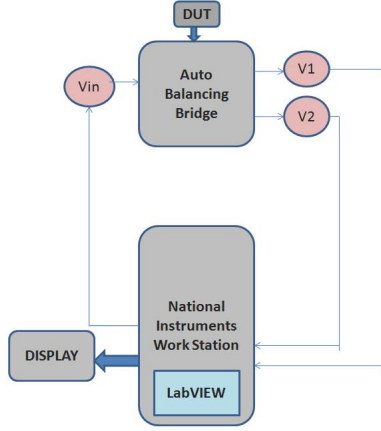 DUT
Auto
Balancing
Bridge
Vin
V1
V2
National
Instruments
Work Station
DISPLAY
LabVIEW